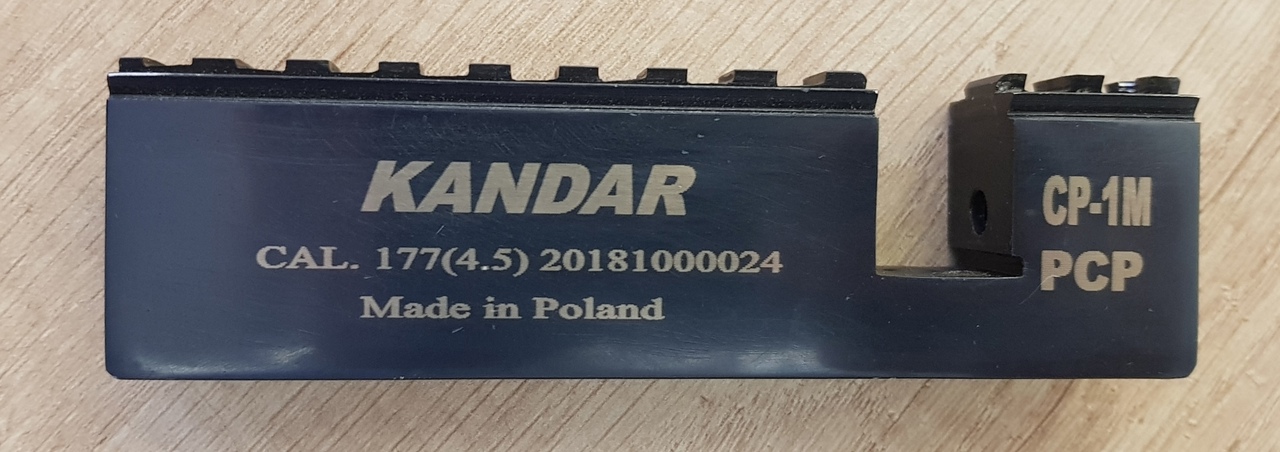 KANDAR
CAL. 177(4.5) 20181000024
Made in Poland
CP-1M
PCP